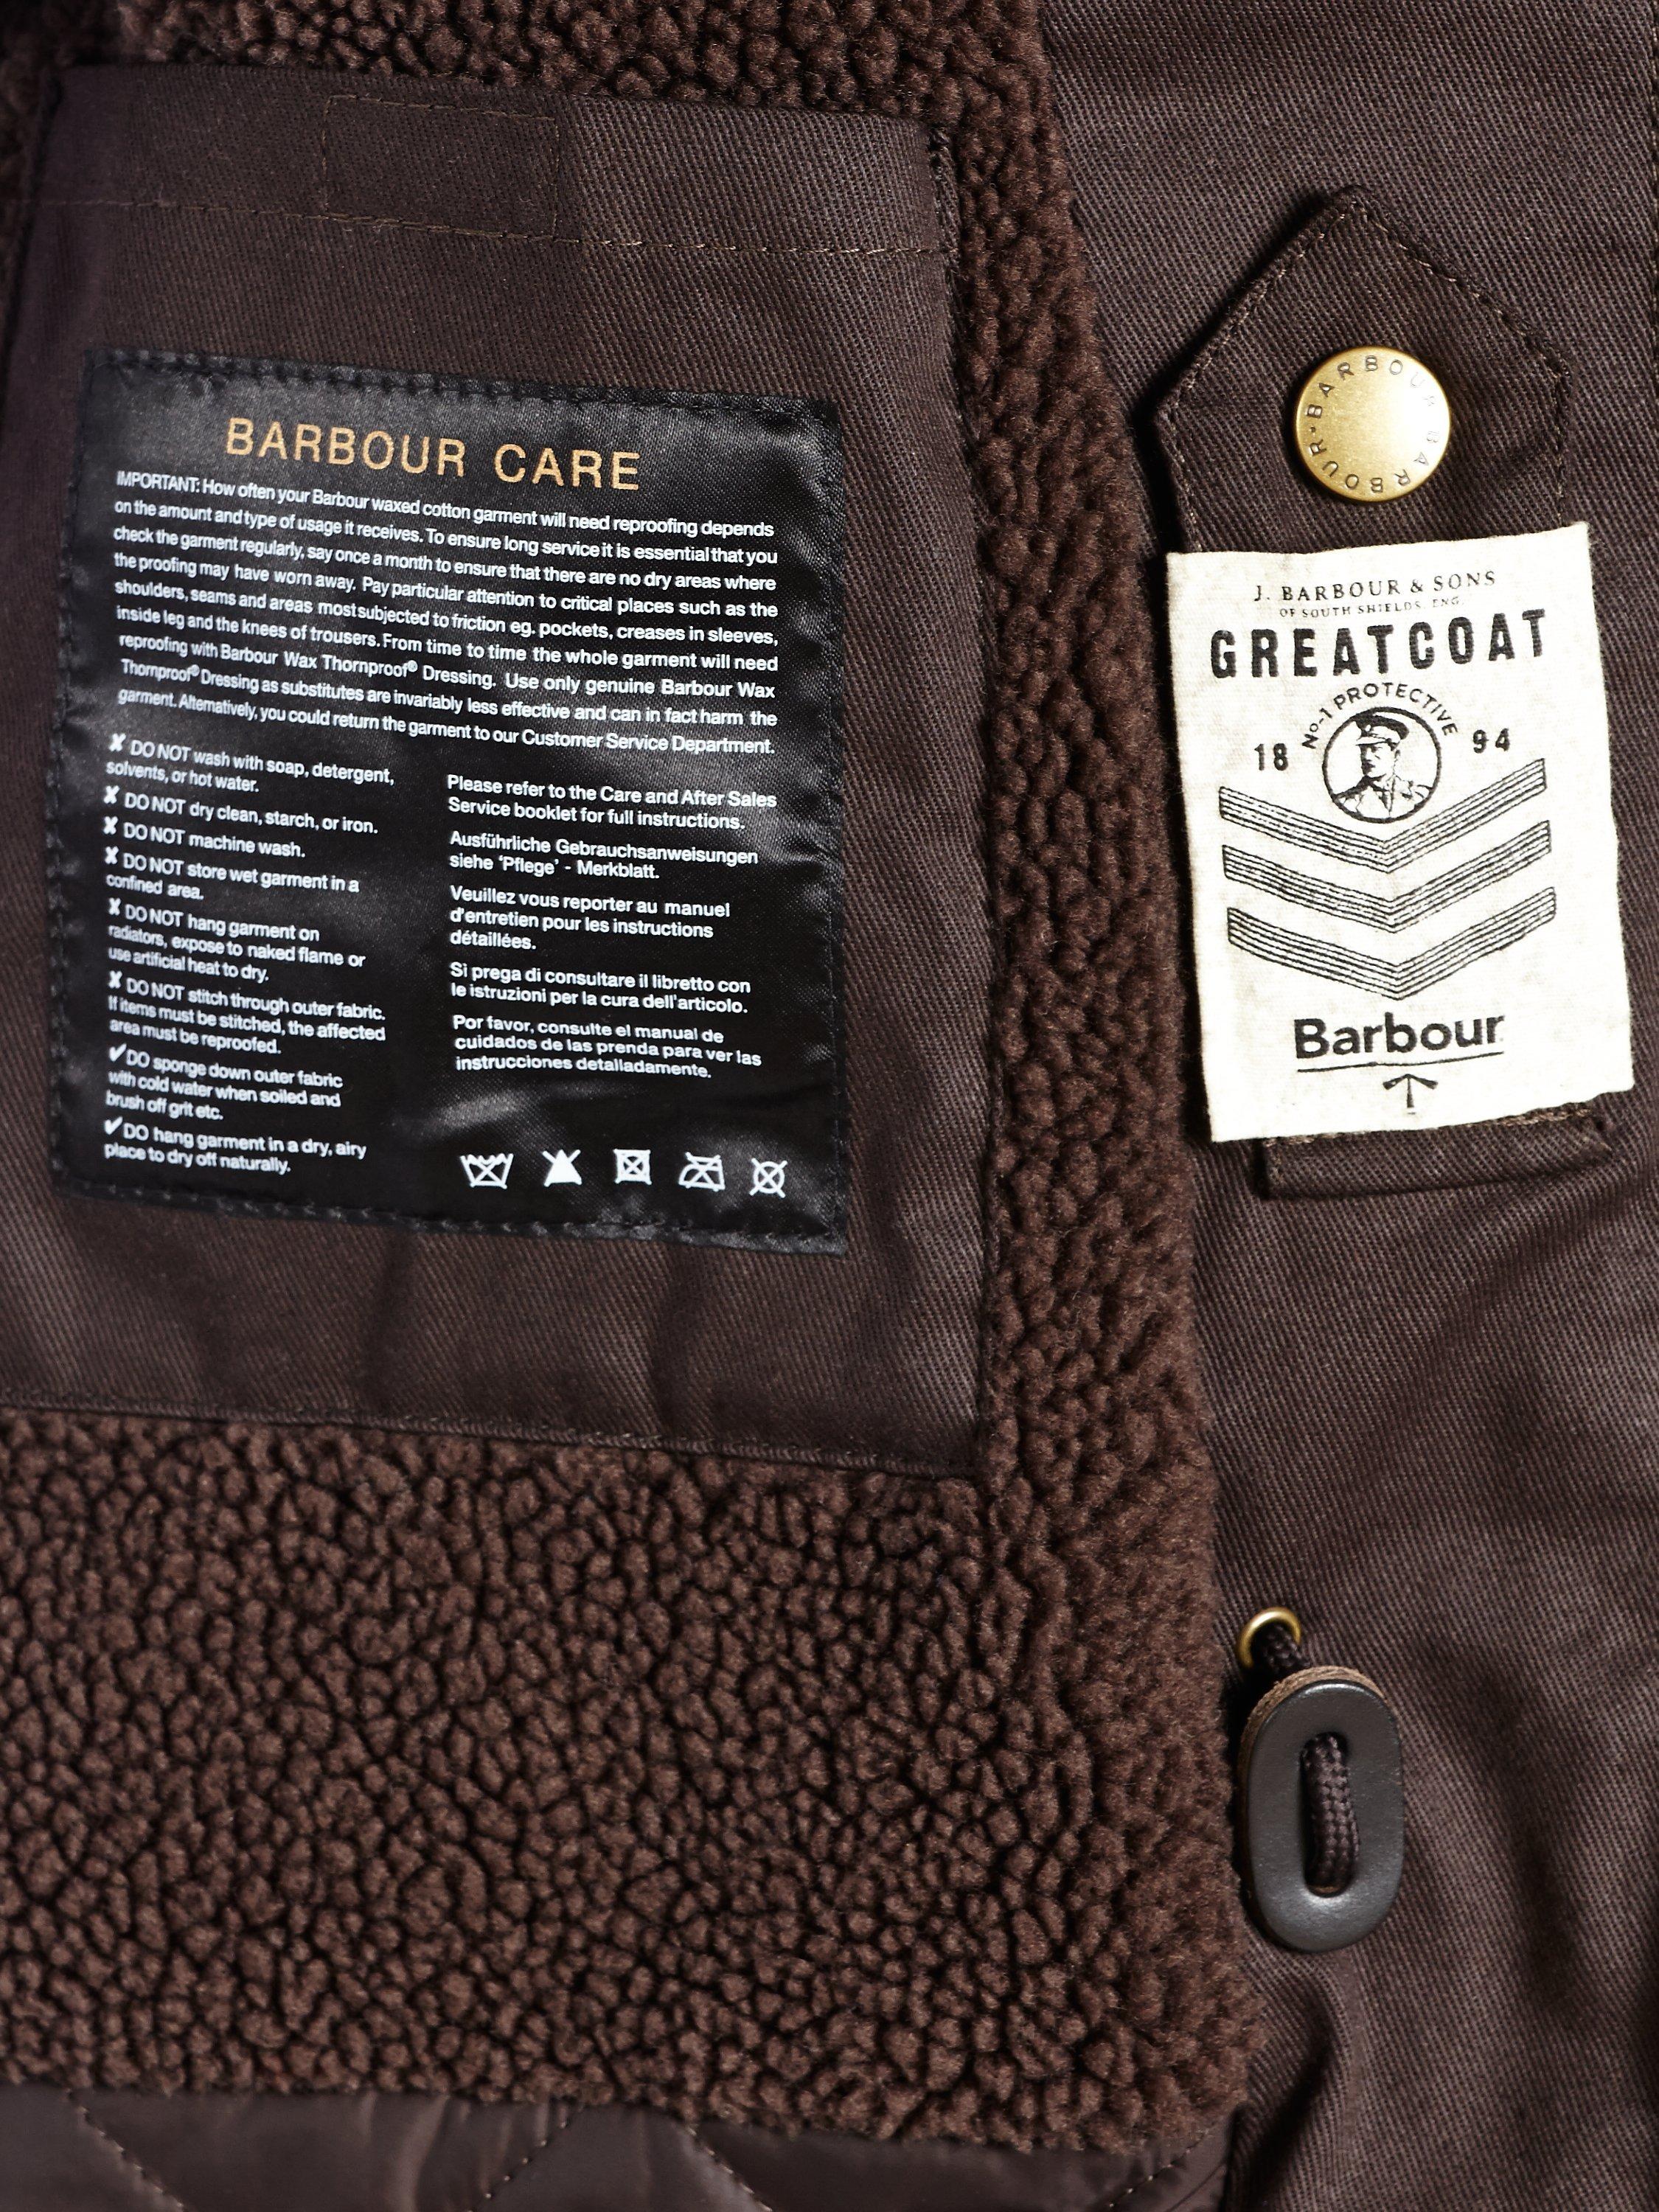 BARBOUR CARE
IMPORTANT: How often your Barbour waxed cotton garment will need reproofing depends
on the amount and type of usage it receives. To ensure long service it is essential that you
check the garment regularly, say once a month to ensure that there are no dry areas where
the proofing may have worn away. Pay particular attention to critical places such as the
shoulders, seams and areas most subjected to friction eg. pockets, creases in sleeves,
inside leg and the knees of trousers. From time to time the whole garment will need
reproofing with Barbour Wax Thornproof® Dressing. Use only genuine Barbour Wax
Thornproof® Dressing as substitutes are invariably less effective and can in fact harm the
garment. Alternatively, you could return the garment to our Customer Service Department.
✘ DO NOT wash with soap, detergent,
solvents, or hot water.
✘ DO NOT dry clean, starch, or iron.
✘ DO NOT machine wash.
✘ DO NOT store wet garment in a
confined area.
✘ DO NOT hang garment on
radiators, expose to naked flame or
use artificial heat to dry.
✘ DO NOT stitch through outer fabric.
If items must be stitched, the affected
area must be reproofed.
✔DO sponge down outer fabric
with cold water when soiled and
brush off grit etc.
✔DO hang garment in a dry, airy
place to dry off naturally.
Please refer to the Care and After Sales
Service booklet for full instructions.
Ausführliche Gebrauchsanweisungen
siehe ‘Pflege’ - Merkblatt.
Veuillez vous reporter au manuel
d'entretien pour les instructions
détaillées.
Si prega di consultare il libretto con
le istruzioni per la cura dell'articolo.
Por favor, consulte el manual de
cuidados de las prenda para ver las
instrucciones detalladamente.
BARBOUR BARBOUR BARBOUR
J. BARBOUR & SONS
OF SOUTH SHIELDS. ENG.
GREATCOAT
No-1 PROTECTIVE
18 94
Barbour